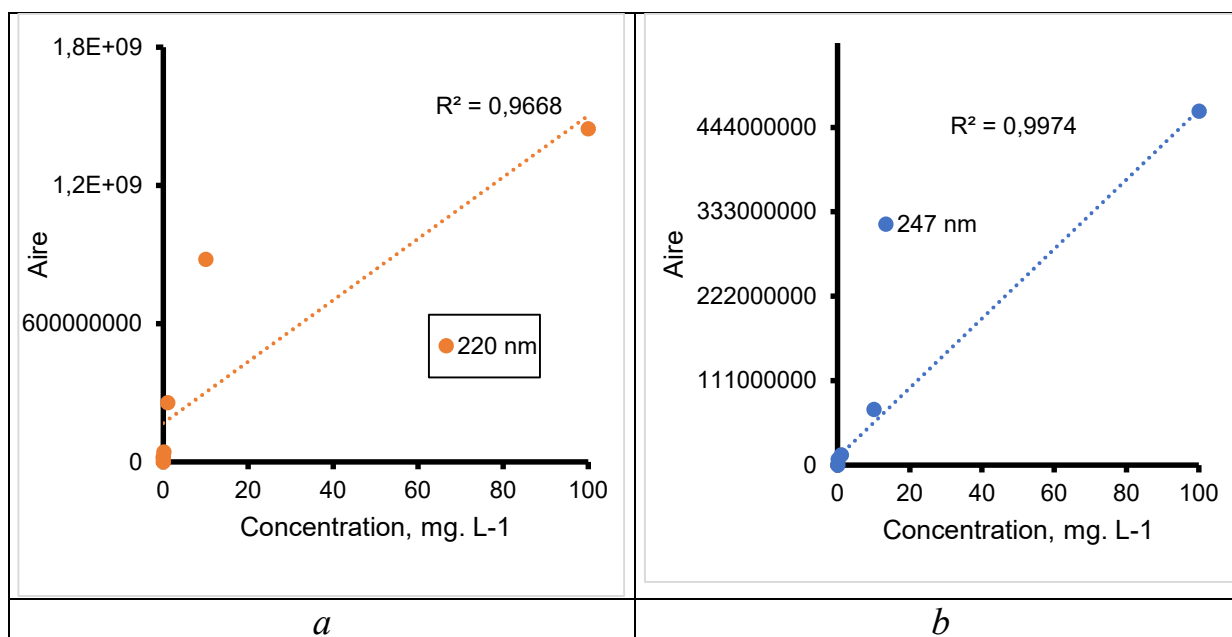 1,8E+09
1,2E+09
600000000
0
Aire
R² = 0,9668
220 nm
0 20 40 60 80 100
Concentration, mg. L-1
a
444000000
333000000
222000000
111000000
0
Aire
R² = 0,9974
247 nm
0 20 40 60 80 100
Concentration, mg. L-1
b